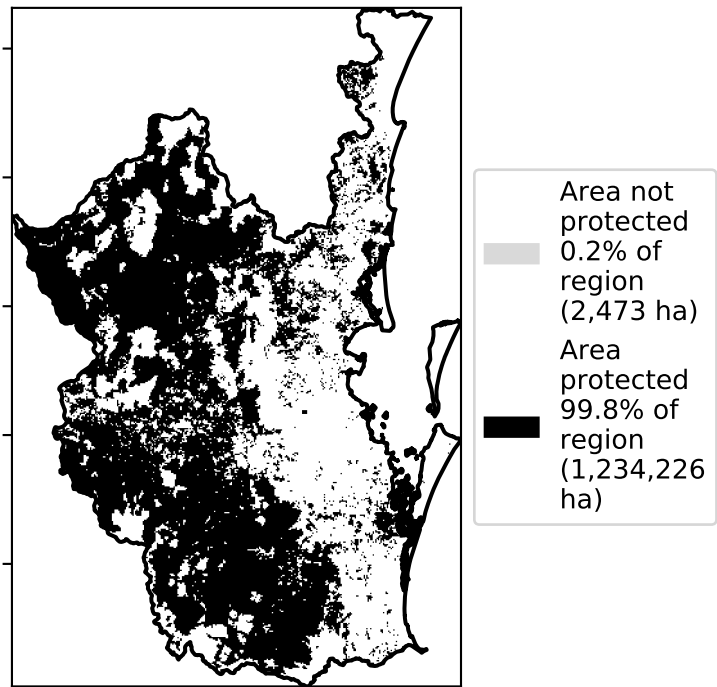 Area not
protected
0.2% of
region
(2,473 ha)
Area
protected
99.8% of
region
(1,234,226
ha)